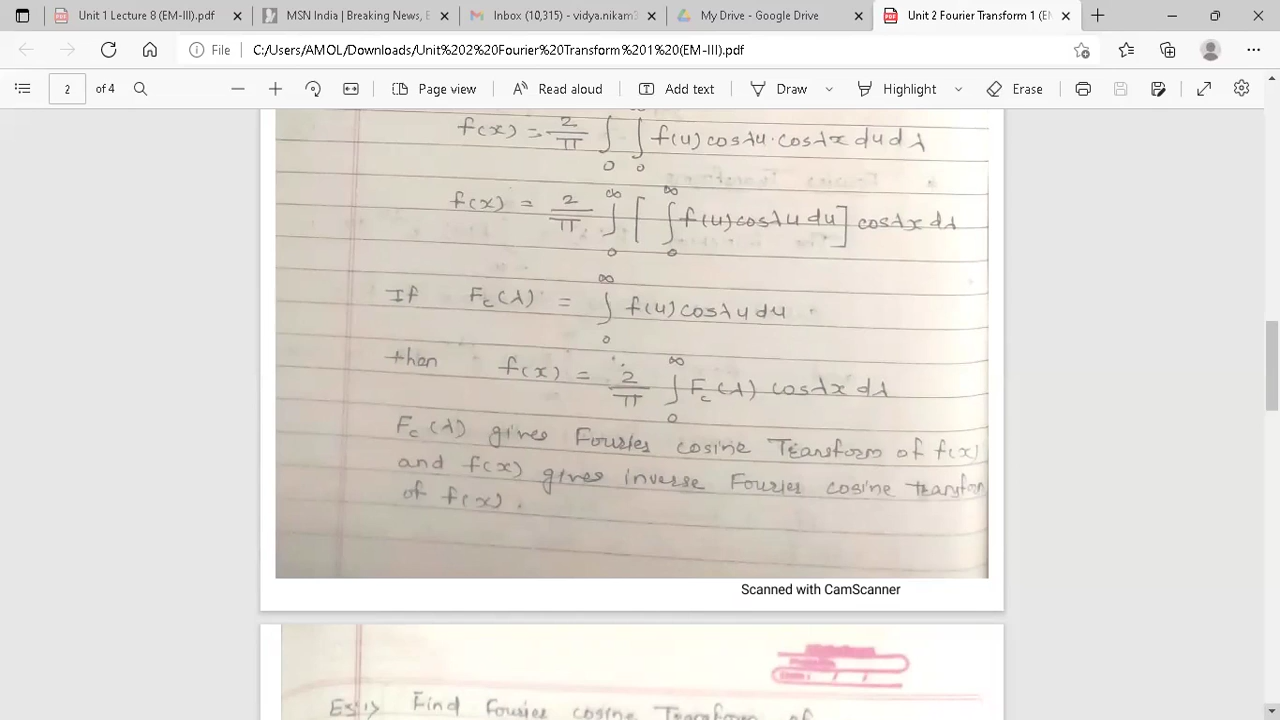 Unit 1 Lecture 8 (EM-III).pdf
MSN India | Breaking News, E
Inbox (10,315) - vidya.nikam3
My Drive - Google Drive
Unit 2 Fourier Transform 1 (EM
File C:/Users/AMOL/Downloads/Unit%202%20Fourier%20Transform%201%20(EM-III).pdf
2 of 4 Page view Read aloud Add text Draw Highlight Erase
f(x) = 2/π ∫₀ ∫₀ f(u) cosλu · cosλx du dλ
f(x) = 2/π ∫₀^∞ [ ∫₀^∞ f(u) cosλu du ] cosλx dλ
If Fc(λ) = ∫₀^∞ f(u) cosλu du
then f(x) = 2/π ∫₀^∞ Fc(λ) cosλx dλ
Fc(λ) gives Fourier cosine Transform of f(x)
and f(x) gives inverse Fourier cosine transfor
of f(x).
Scanned with CamScanner
Find Fourier cosine Transform of